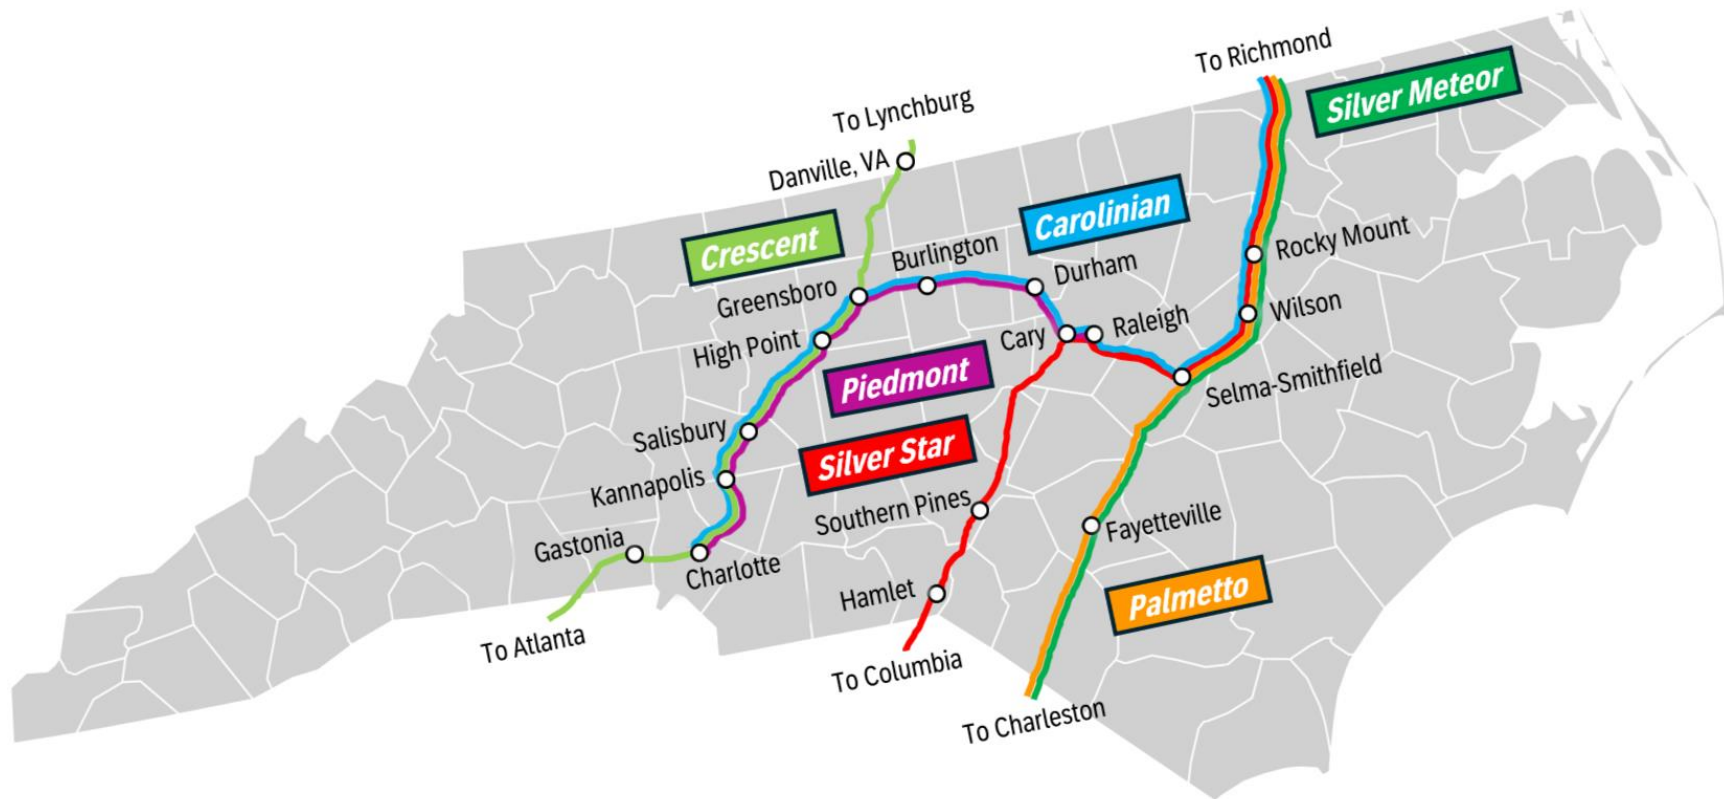 To Richmond
Silver Meteor
To Lynchburg
Danville, VA
Carolinian
Crescent
Burlington
Durham
Rocky Mount
Greensboro
Wilson
Cary
Raleigh
High Point
Piedmont
Selma-Smithfield
Salisbury
Silver Star
Kannapolis
Southern Pines
Fayetteville
Gastonia
Charlotte
Hamlet
Palmetto
To Atlanta
To Columbia
To Charleston